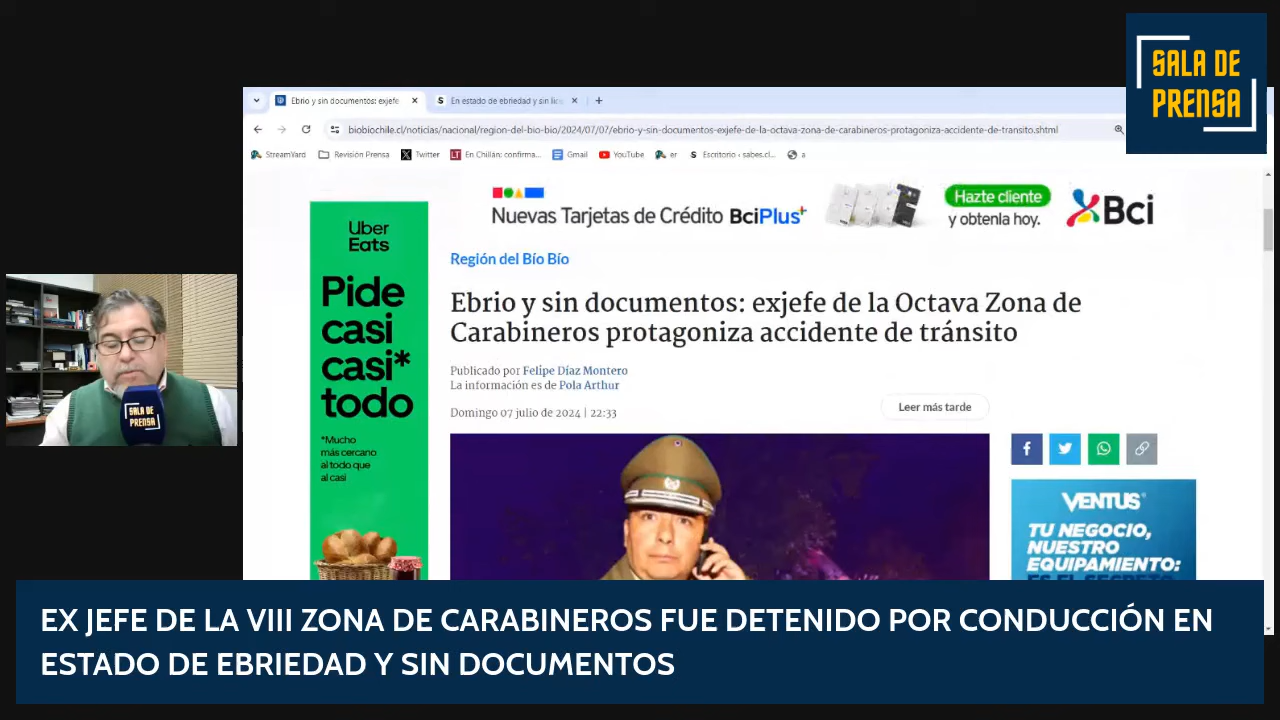 SALA DE
PRENSA
Ebrio y sin documentos: exjefe
En estado de ebriedad y sin lice
biobiochile.cl/noticias/nacional/region-del-bio-bio/2024/07/07/ebrio-y-sin-documentos-exjefe-de-la-octava-zona-de-carabineros-protagoniza-accidente-de-transito.shtml
StreamYard
Revisión Prensa
Twitter
En Chillán: confirma...
Gmail
YouTube
er
Escritorio ‹ sabes.cl...
a
Nuevas Tarjetas de Crédito BciPlus+
Hazte cliente
y obtenla hoy.
Bci
Uber
Eats
Pide
casi
casi*
todo
*Mucho
más cercano
al todo que
al casi
Región del Bío Bío
Ebrio y sin documentos: exjefe de la Octava Zona de
Carabineros protagoniza accidente de tránsito
Publicado por Felipe Díaz Montero
La información es de Pola Arthur
Domingo 07 julio de 2024 | 22:33
Leer más tarde
VENTUS
TU NEGOCIO,
NUESTRO
EQUIPAMIENTO:
SALA DE
PRENSA
EX JEFE DE LA VIII ZONA DE CARABINEROS FUE DETENIDO POR CONDUCCIÓN EN
ESTADO DE EBRIEDAD Y SIN DOCUMENTOS